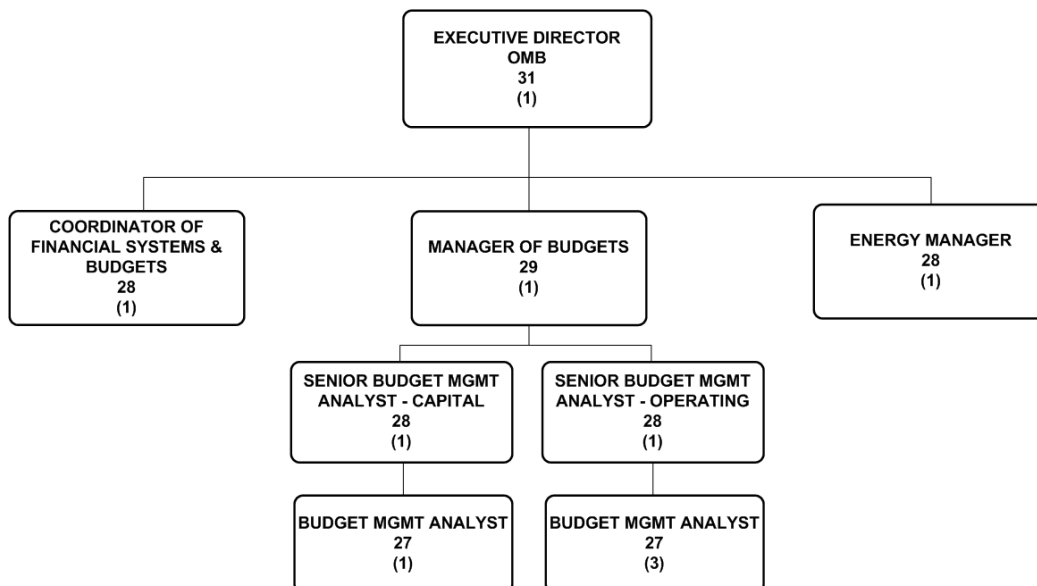 EXECUTIVE DIRECTOR
OMB
31
(1)
COORDINATOR OF
FINANCIAL SYSTEMS &
BUDGETS
28
(1)
MANAGER OF BUDGETS
29
(1)
ENERGY MANAGER
28
(1)
SENIOR BUDGET MGMT
ANALYST - CAPITAL
28
(1)
SENIOR BUDGET MGMT
ANALYST - OPERATING
28
(1)
BUDGET MGMT ANALYST
27
(1)
BUDGET MGMT ANALYST
27
(3)